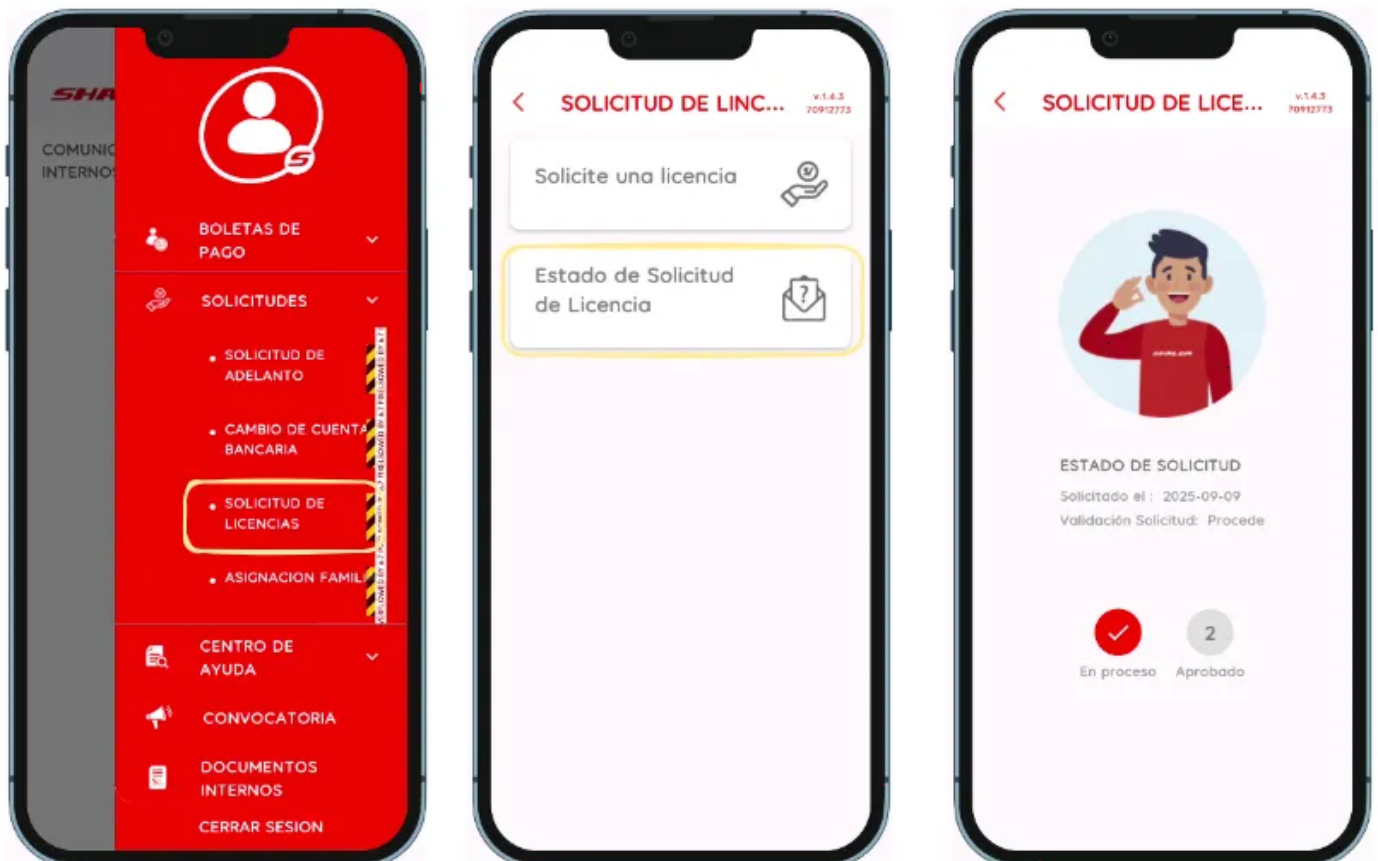 SHA
COMUNIC
INTERNOS
BOLETAS DE
PAGO
SOLICITUDES
SOLICITUD DE
ADELANTO
CAMBIO DE CUENTA
BANCARIA
SOLICITUD DE
LICENCIAS
ASIGNACION FAMIL
CENTRO DE
AYUDA
CONVOCATORIA
DOCUMENTOS
INTERNOS
CERRAR SESION
SOLICITUD DE LINC...
v.1.4.3
70912773
Solicite una licencia
Estado de Solicitud
de Licencia
SOLICITUD DE LICE...
v.1.4.3
70912773
SHALOM
ESTADO DE SOLICITUD
Solicitado el : 2025-09-09
Validación Solicitud: Procede
2
En proceso Aprobado